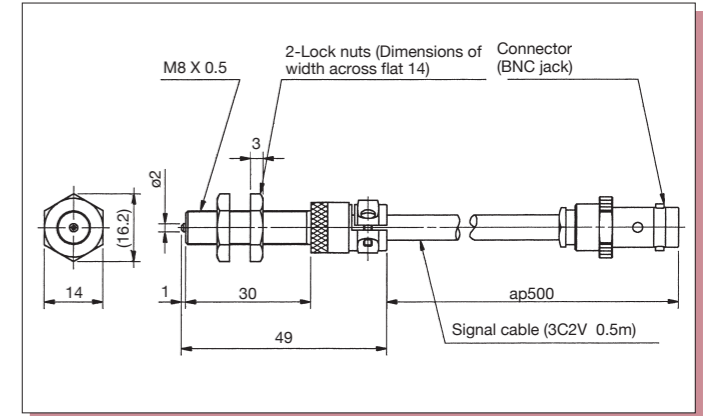 2-Lock nuts (Dimensions of
width across flat 14)
Connector
(BNC jack)
M8 X 0.5
3
ø2
(16.2)
14
1
30
ap500
49
Signal cable (3C2V 0.5m)